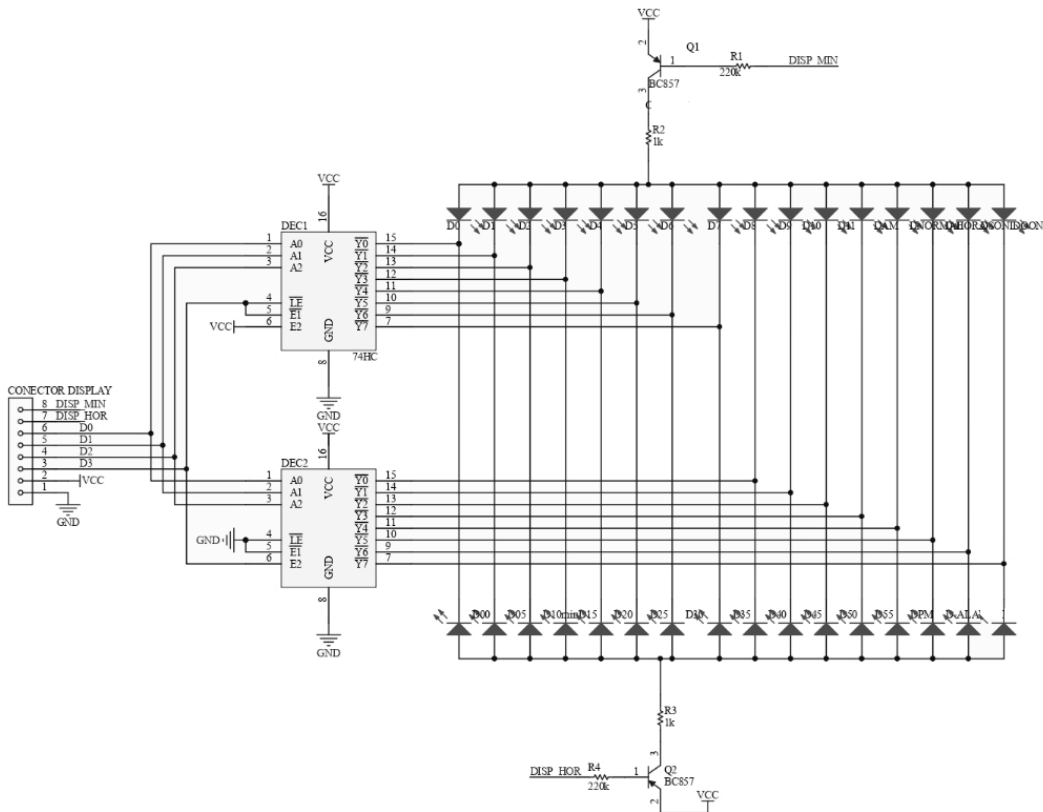 VCC
2
Q1
1
R1
220k
DISP_MIN
BC857
3
C
R2
1k
VCC
16
DEC1
D0 D1 D2 D3 D4 D5 D6 D7 D8 D9 D10 DAM
1 A0 VCC Y0 15
2 A1 Y1 14
3 A2 Y2 13
Y3 12
Y4 11
4 LE Y5 10
5 E1 Y6 9
VCC 6 E2 GND Y7 7
8
74HC
GND
CONECTOR DISPLAY
8 DISP_MIN
7 DISP_HOR
6 D0
5 D1
4 D2
3 D3
2 VCC
1
GND
VCC
16
DEC2
1 A0 VCC Y0 15
2 A1 Y1 14
3 A2 Y2 13
Y3 12
GND 4 LE Y4 11
5 E1 Y5 10
6 E2 Y6 9
GND Y7 7
8
GND
D00 D05 D10min D15 D20 D25 D30 D35 D40 D45 D50 D55 DPM
R3
1k
3
DISP_HOR
R4
220k
1
Q2
BC857
2
VCC